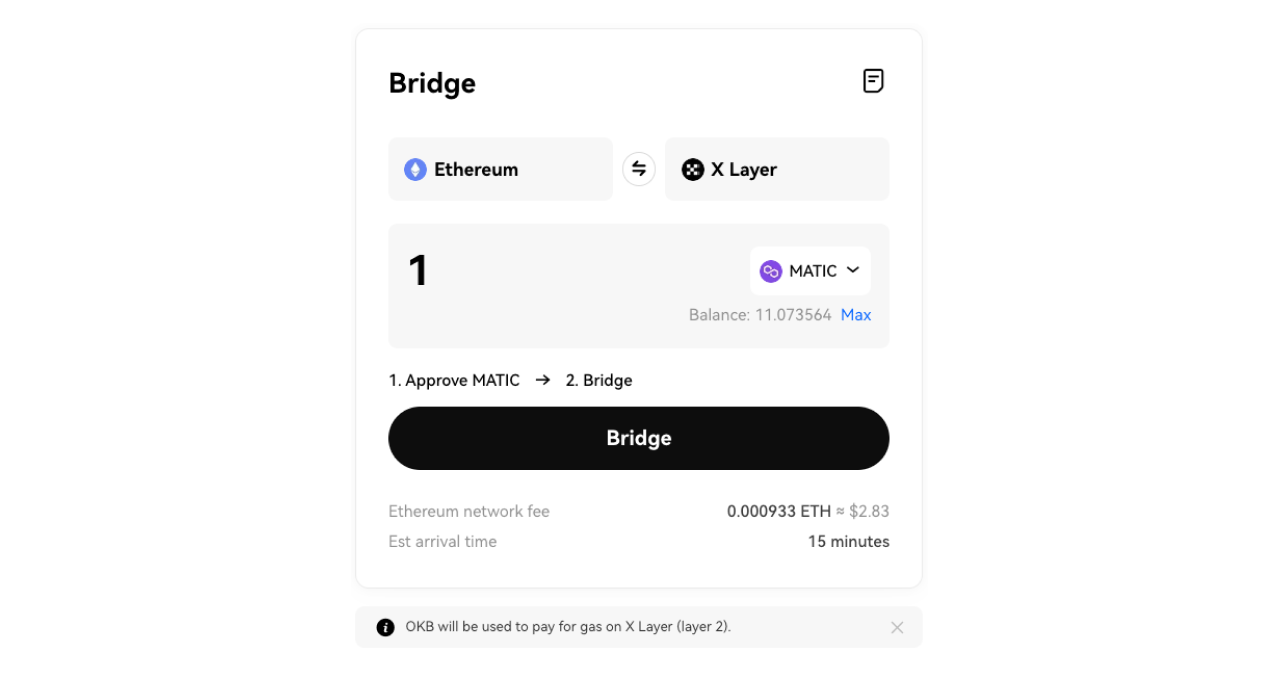 Bridge
Ethereum
X Layer
1
MATIC
Balance: 11.073564 Max
1. Approve MATIC → 2. Bridge
Bridge
Ethereum network fee 0.000933 ETH ≈ $2.83
Est arrival time 15 minutes
OKB will be used to pay for gas on X Layer (layer 2).